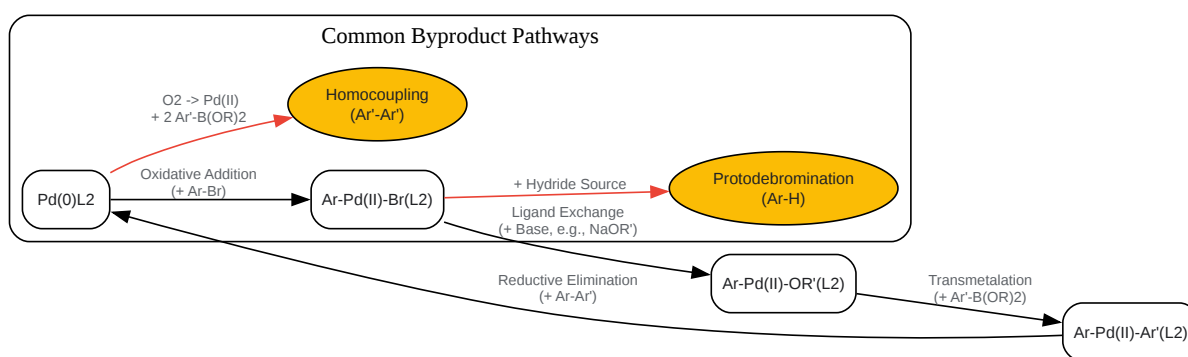 Common Byproduct Pathways
O2 -> Pd(II)
+ 2 Ar'-B(OR)2
Homocoupling
(Ar'-Ar')
Pd(0)L2
Oxidative Addition
(+ Ar-Br)
Ar-Pd(II)-Br(L2)
+ Hydride Source
Protodebromination
(Ar-H)
Ligand Exchange
(+ Base, e.g., NaOR')
Reductive Elimination
(+ Ar-Ar')
Ar-Pd(II)-OR'(L2)
Transmetalation
(+ Ar'-B(OR)2)
Ar-Pd(II)-Ar'(L2)